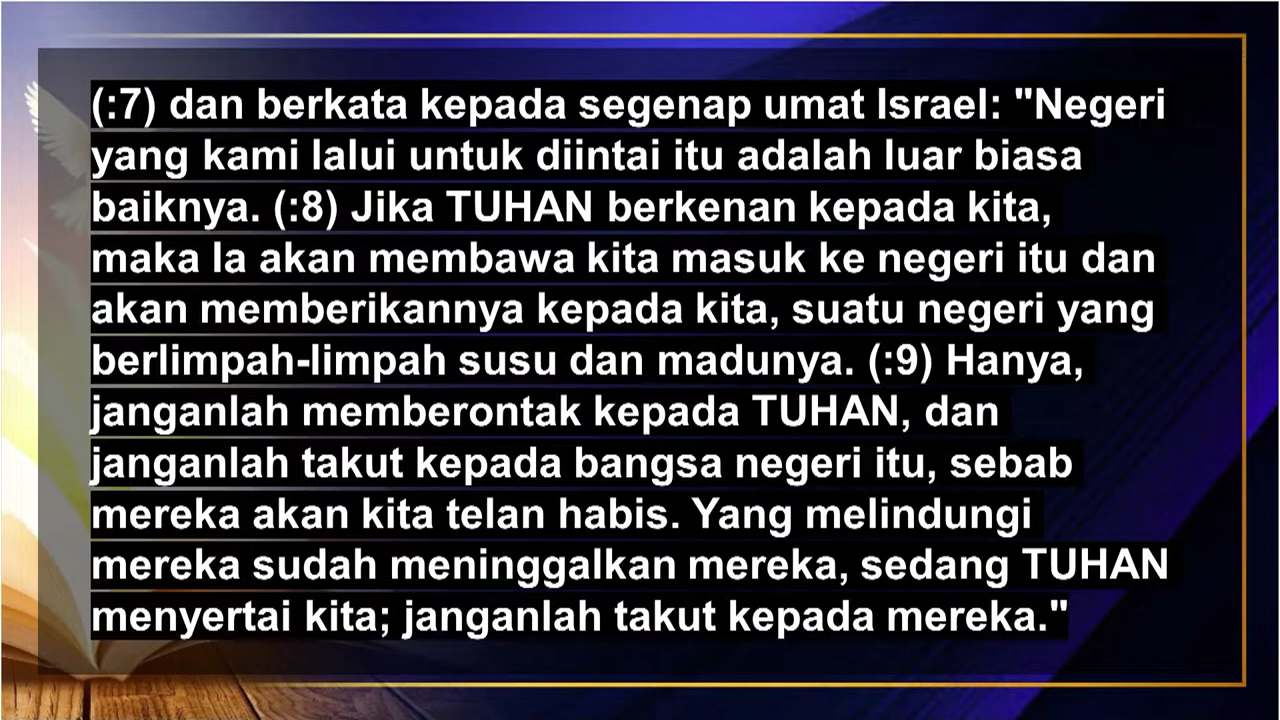 (:7) dan berkata kepada segenap umat Israel: "Negeri
yang kami lalui untuk diintai itu adalah luar biasa
baiknya. (:8) Jika TUHAN berkenan kepada kita,
maka Ia akan membawa kita masuk ke negeri itu dan
akan memberikannya kepada kita, suatu negeri yang
berlimpah-limpah susu dan madunya. (:9) Hanya,
janganlah memberontak kepada TUHAN, dan
janganlah takut kepada bangsa negeri itu, sebab
mereka akan kita telan habis. Yang melindungi
mereka sudah meninggalkan mereka, sedang TUHAN
menyertai kita; janganlah takut kepada mereka."